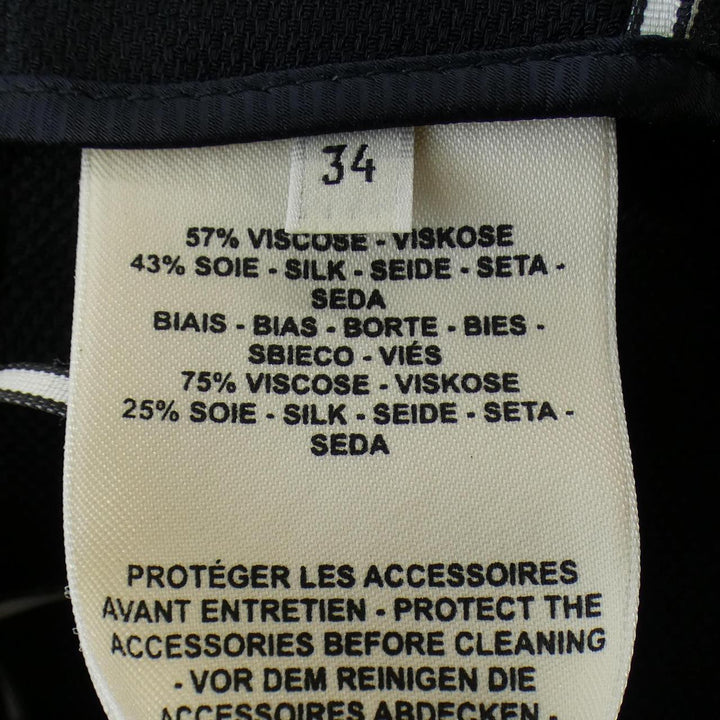 34
57% VISCOSE - VISKOSE
43% SOIE - SILK - SEIDE - SETA -
SEDA
BIAIS - BIAS - BORTE - BIES -
SBIECO - VIÉS
75% VISCOSE - VISKOSE
25% SOIE - SILK - SEIDE - SETA -
SEDA
PROTÉGER LES ACCESSOIRES
AVANT ENTRETIEN - PROTECT THE
ACCESSORIES BEFORE CLEANING
- VOR DEM REINIGEN DIE
ACCESSOIRES ABDECKEN -